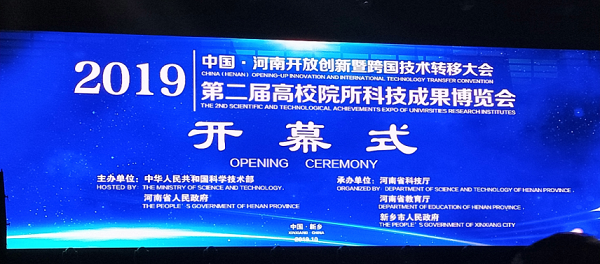 2019
中国·河南开放创新暨跨国技术转移大会
CHINA (HENAN) OPENING-UP INNOVATION AND INTERNATIONAL TECHNOLOGY TRANSFER CONVENTION
第二届高校院所科技成果博览会
THE 2ND SCIENTIFIC AND TECHNOLOGICAL ACHIEVEMENTS EXPO OF UNIVERSITIES RESEARCH INSTITUTES
开幕式
OPENING CEREMONY
主办单位：中华人民共和国科学技术部
HOSTED BY THE MINISTRY OF SCIENCE AND TECHNOLOGY.
河南省人民政府
THE PEOPLE'S GOVERNMENT OF HENAN PROVINCE
承办单位：河南省科技厅
ORGANIZED BY DEPARTMENT OF SCIENCE AND TECHNOLOGY OF HENAN PROVINCE.
河南省教育厅
DEPARTMENT OF EDUCATION OF HENAN PROVINCE.
新乡市人民政府
THE PEOPLE'S GOVERNMENT OF XINXIANG CITY
中国·新乡
XINXIANG·CHINA
2019.10